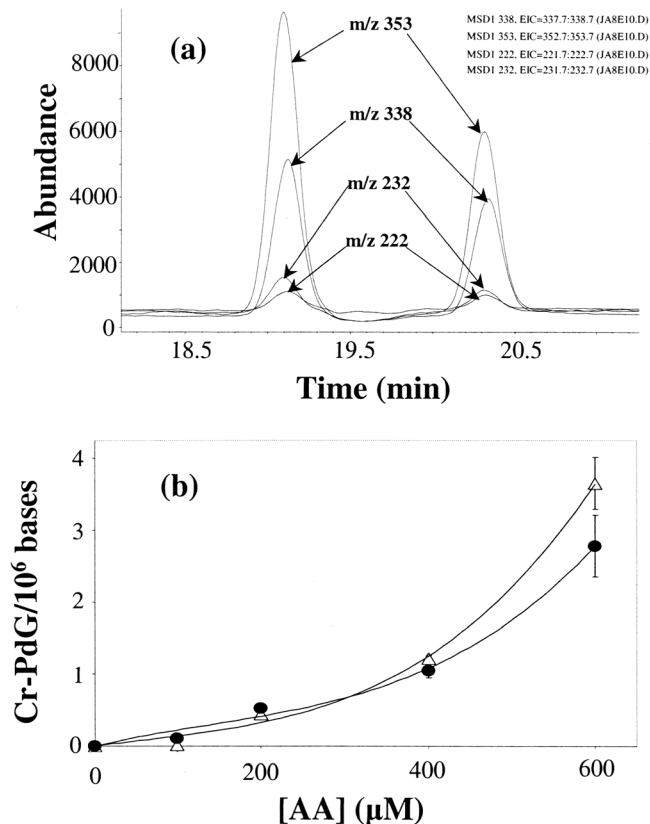 (a)
m/z 353
m/z 338
m/z 232
m/z 222
MSD1 338, EIC=337.7:338.7 (JA8E10.D)
MSD1 353, EIC=352.7:353.7 (JA8E10.D)
MSD1 222, EIC=221.7:222.7 (JA8E10.D)
MSD1 232, EIC=231.7:232.7 (JA8E10.D)
Abundance
8000
6000
4000
2000
0
18.5 19.5 20.5
Time (min)
(b)
Cr-PdG/10⁶ bases
4
3
2
1
0
0 200 400 600
[AA] (µM)